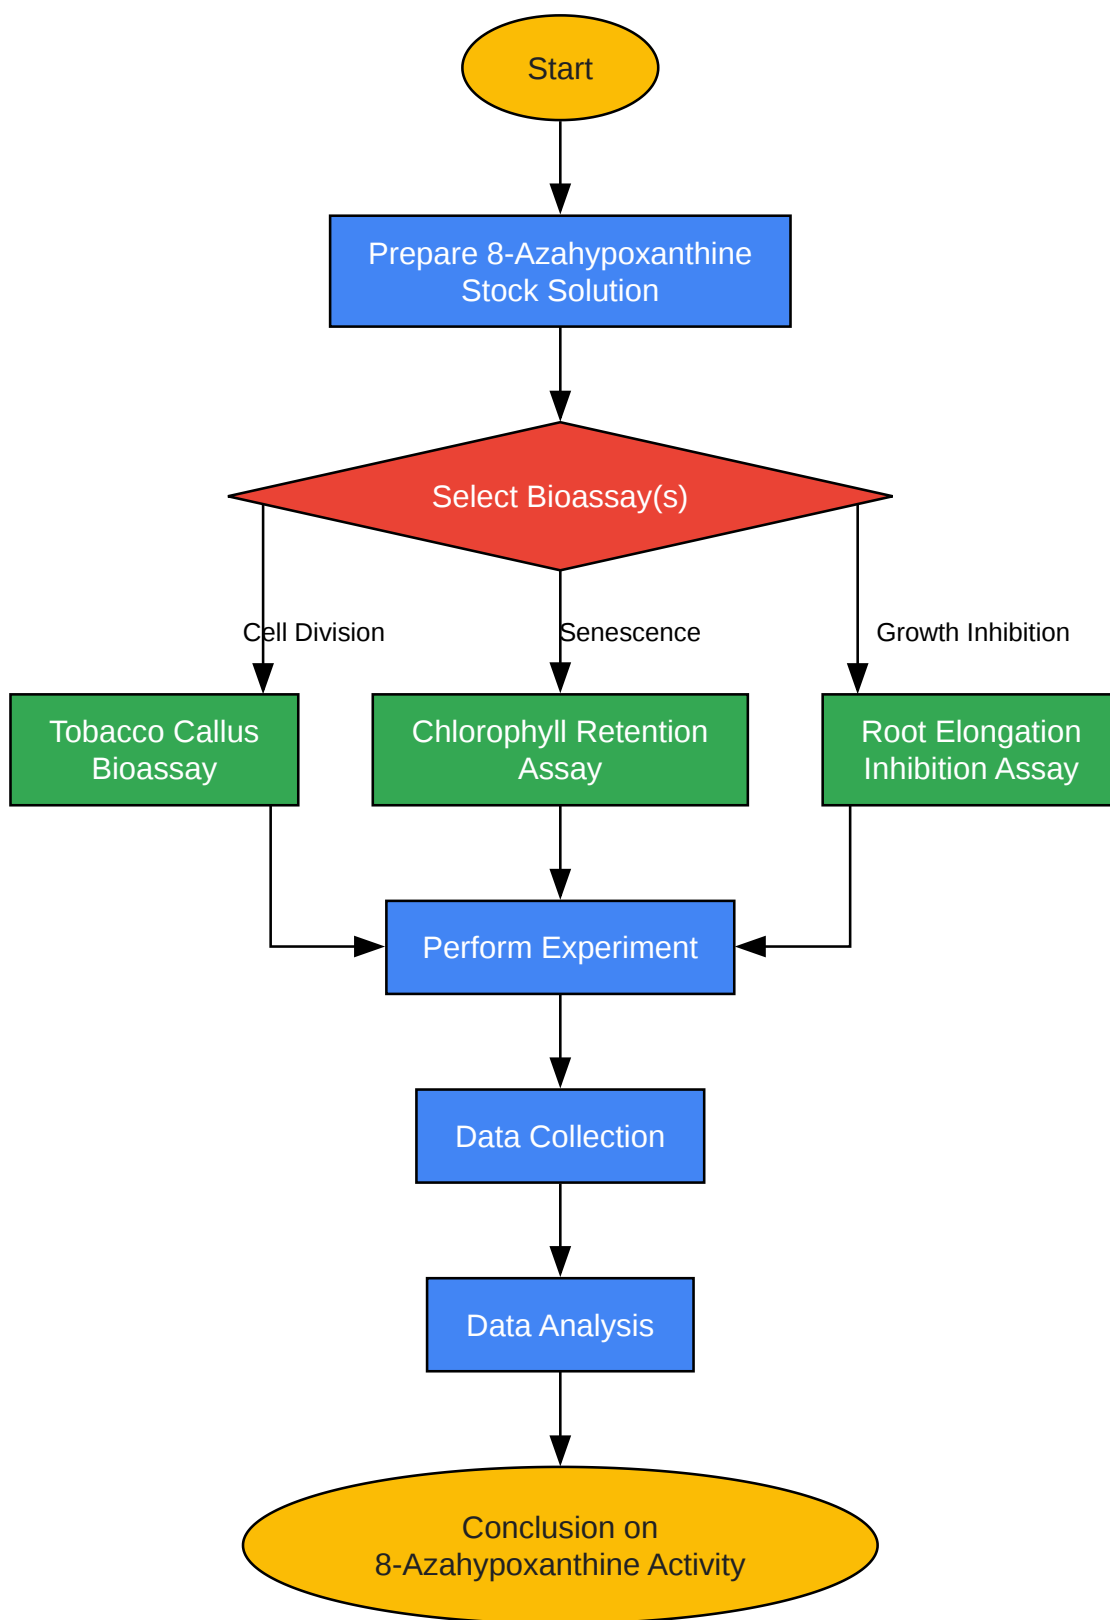 Start
Prepare 8-Azahypoxanthine
Stock Solution
Select Bioassay(s)
Cell Division
Senescence
Growth Inhibition
Tobacco Callus
Bioassay
Chlorophyll Retention
Assay
Root Elongation
Inhibition Assay
Perform Experiment
Data Collection
Data Analysis
Conclusion on
8-Azahypoxanthine Activity